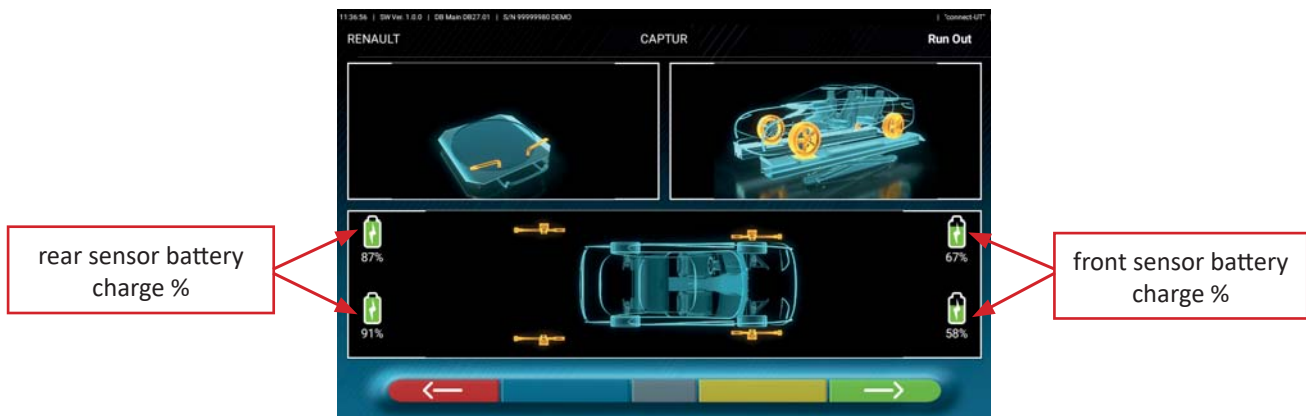 11:36:56 | SW Ver. 1.0.0 | DB Main DB27.01 | S/N 99999980 DEMO | "connect-UT"
RENAULT CAPTUR Run Out
87% 67%
rear sensor battery
charge %
front sensor battery
charge %
91% 58%